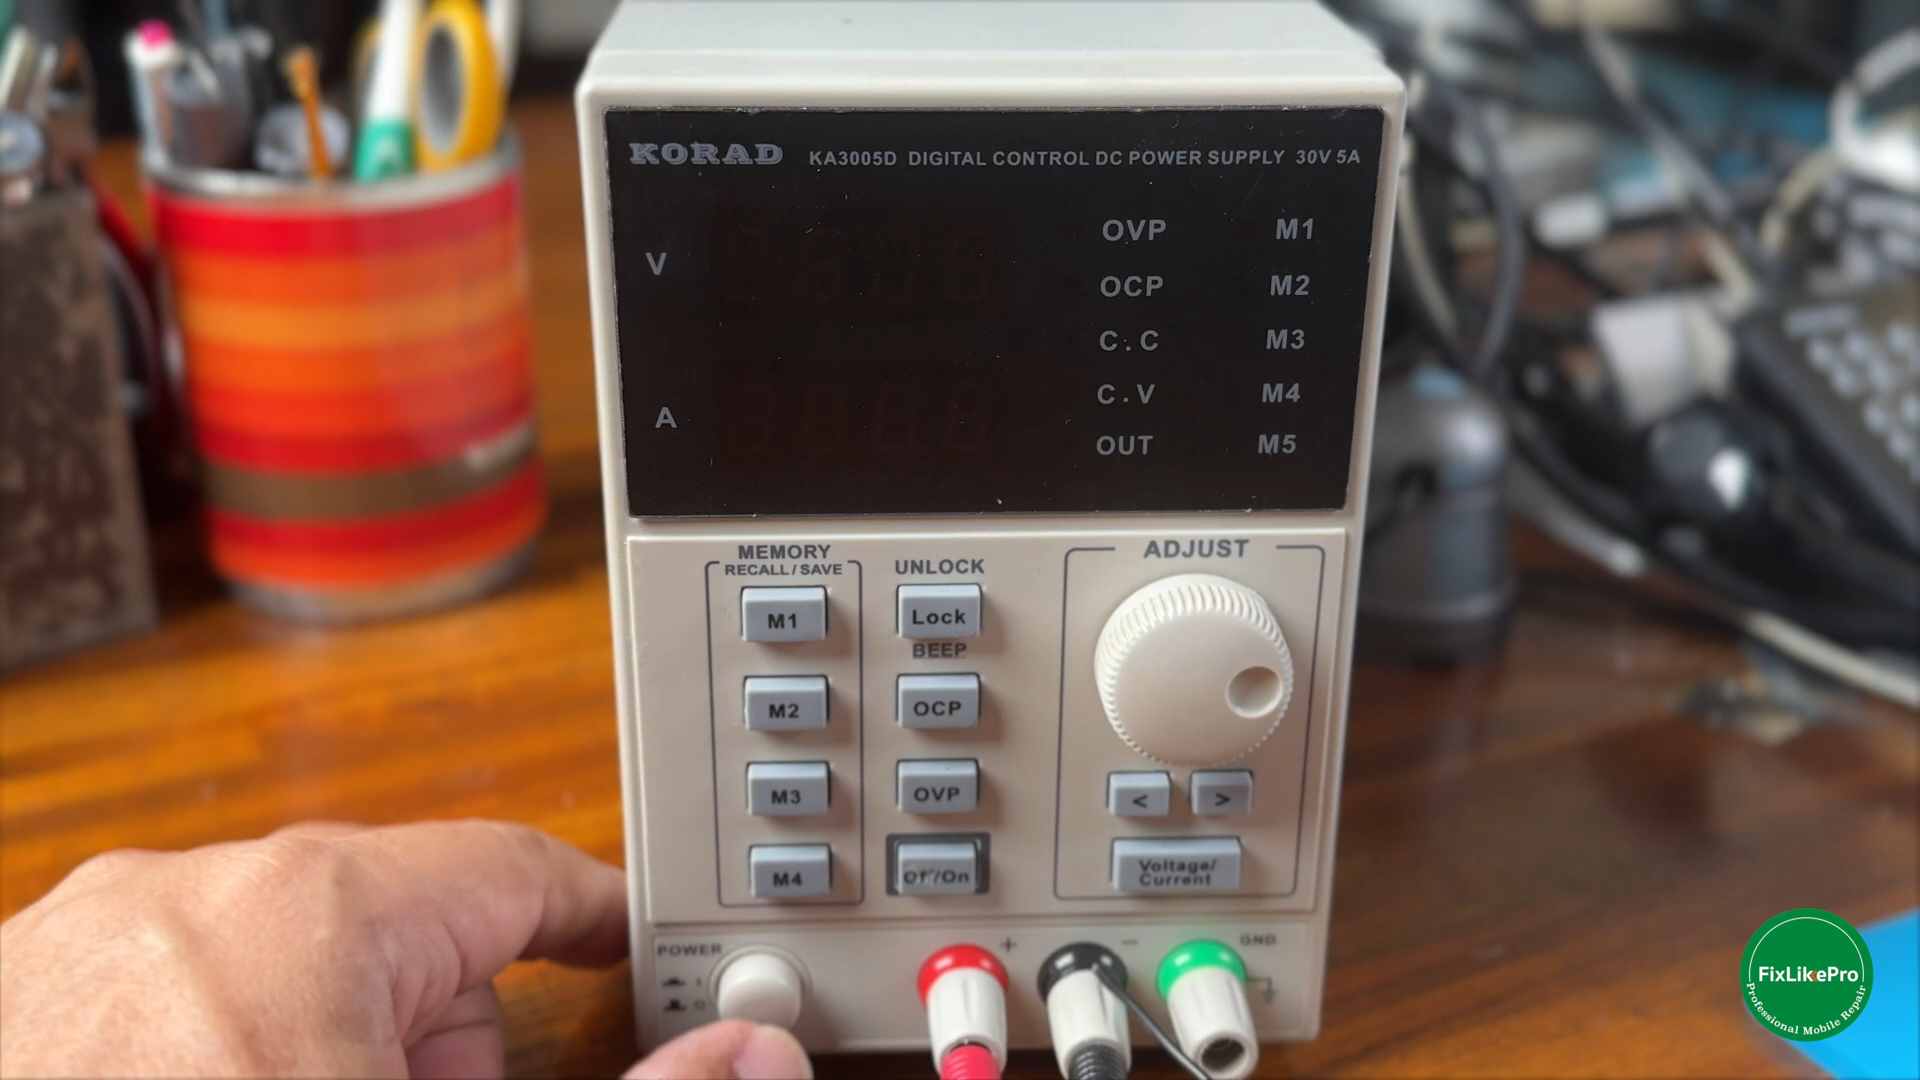 KORAD KA3005D DIGITAL CONTROL DC POWER SUPPLY 30V 5A
V
A
OVP M1
OCP M2
C.C M3
C.V M4
OUT M5
MEMORY
RECALL / SAVE
M1
M2
M3
M4
UNLOCK
Lock
BEEP
OCP
OVP
Off/On
ADJUST
< >
Voltage/
Current
POWER
I
O
+
−
GND
FixLikePro
Professional Mobile Repair